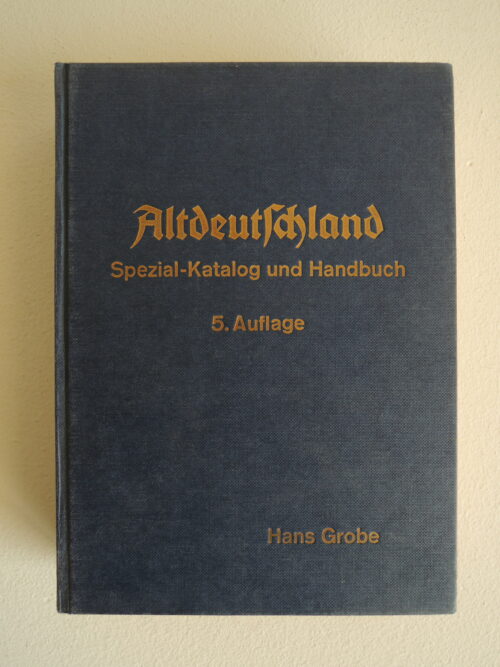 Altdeutſchland
Spezial-Katalog und Handbuch
5. Auflage
Hans Grobe